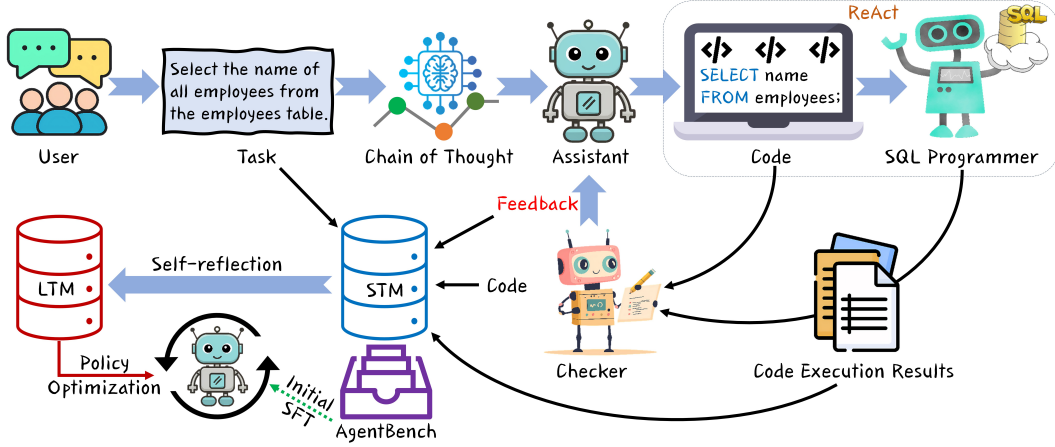 ReAct
SQL
Select the name of
all employees from
the employees table.
</> </> </>
SELECT name
FROM employees;
User
Task
Chain of Thought
Assistant
Code
SQL Programmer
Feedback
Self-reflection
LTM
STM
Code
Policy
Optimization
Initial
SFT
Checker
Code Execution Results
AgentBench